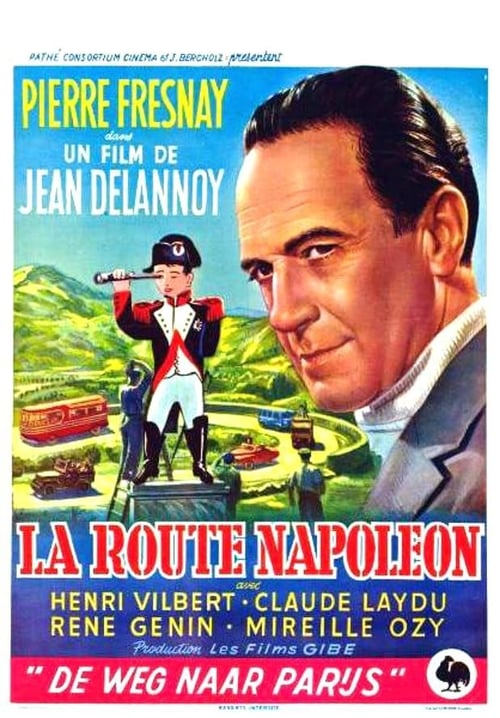 PATHÉ CONSORTIUM CINEMA et J. BERCHOLZ présentent
PIERRE FRESNAY
dans
UN FILM DE
JEAN DELANNOY
LA ROUTE NAPOLEON
avec
HENRI VILBERT · CLAUDE LAYDU
RENE GENIN · MIREILLE OZY
Production Les Films GIBE
"DE WEG NAAR PARIJS"